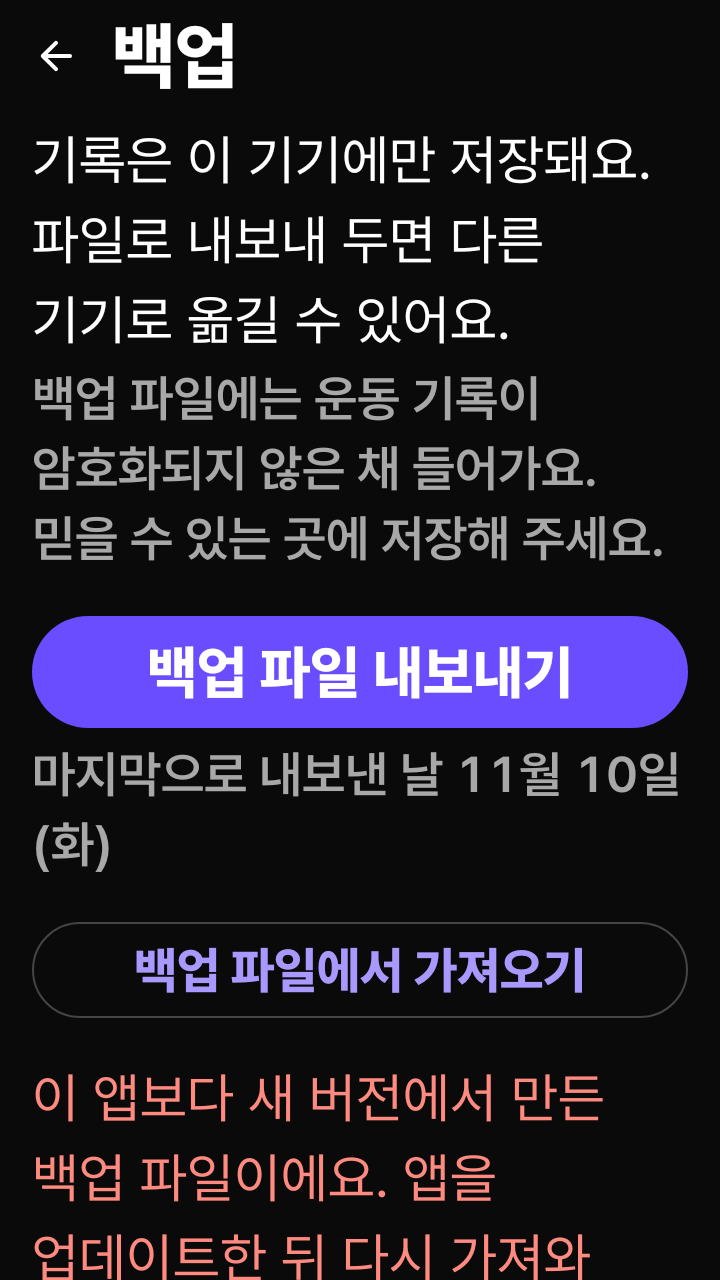 백업
기록은 이 기기에만 저장돼요.
파일로 내보내 두면 다른
기기로 옮길 수 있어요.
백업 파일에는 운동 기록이
암호화되지 않은 채 들어가요.
믿을 수 있는 곳에 저장해 주세요.
백업 파일 내보내기
마지막으로 내보낸 날 11월 10일
(화)
백업 파일에서 가져오기
이 앱보다 새 버전에서 만든
백업 파일이에요. 앱을
업데이트한 뒤 다시 가져와